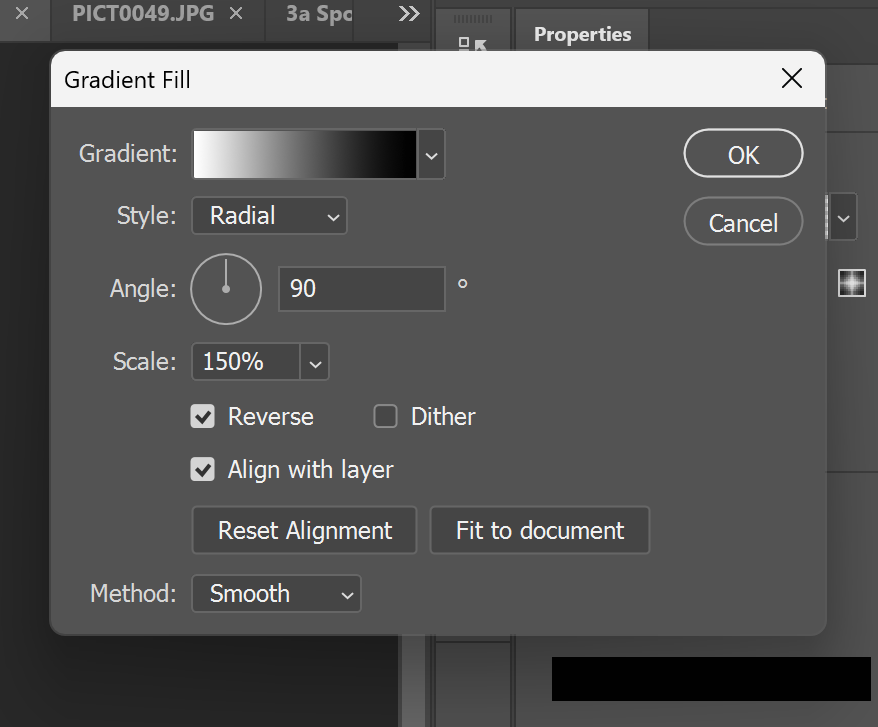 PICT0049.JPG
3a Spo
Properties
Gradient Fill
Gradient:
OK
Style: Radial
Cancel
Angle: 90 °
Scale: 150%
Reverse Dither
Align with layer
Reset Alignment Fit to document
Method: Smooth